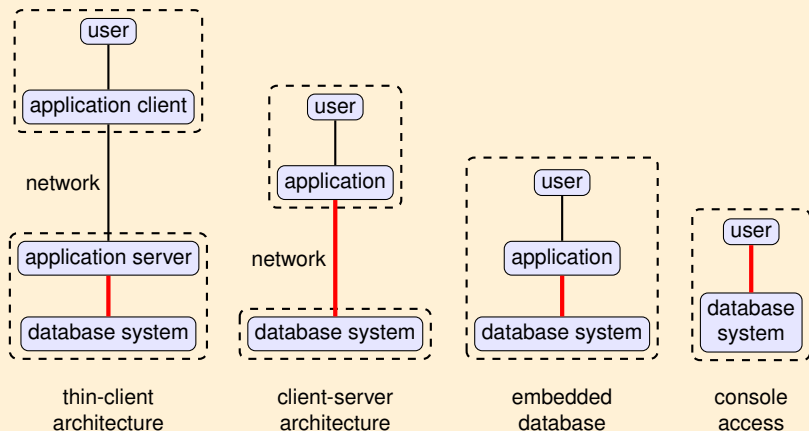 user
application client
network
application server
database system
thin-client
architecture
user
application
network
database system
client-server
architecture
user
application
database system
embedded
database
user
database
system
console
access